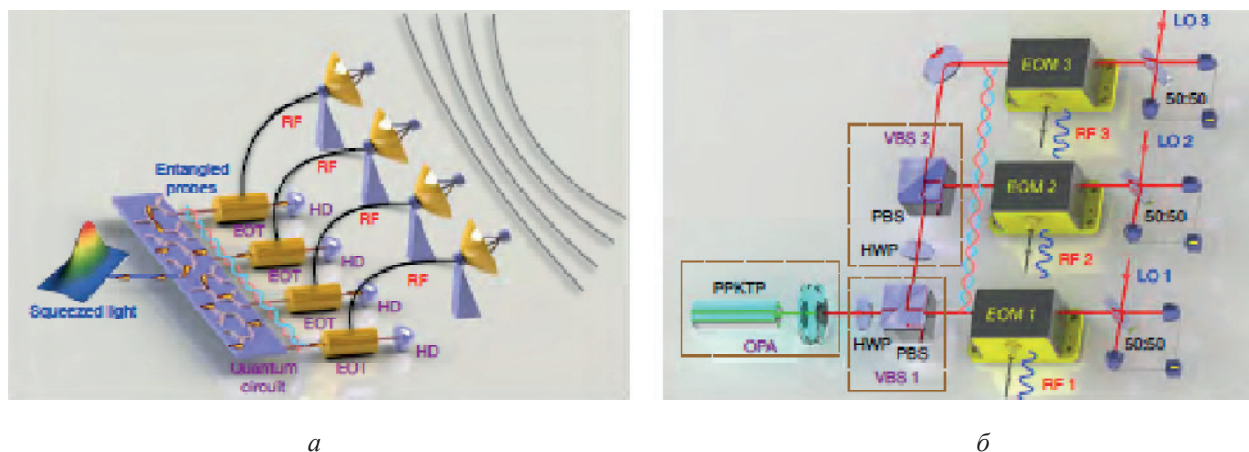 RF
RF
RF
RF
Entangled
probes
HD
EOT
HD
EOT
HD
EOT
HD
EOT
Squeezed light
Quantum
circuit
а
LO 3
EOM 3
50:50
RF 3
VBS 2
LO 2
EOM 2
PBS
50:50
HWP
RF 2
LO 1
PPKTP
EOM 1
OPA
HWP
PBS
50:50
VBS 1
RF 1
б